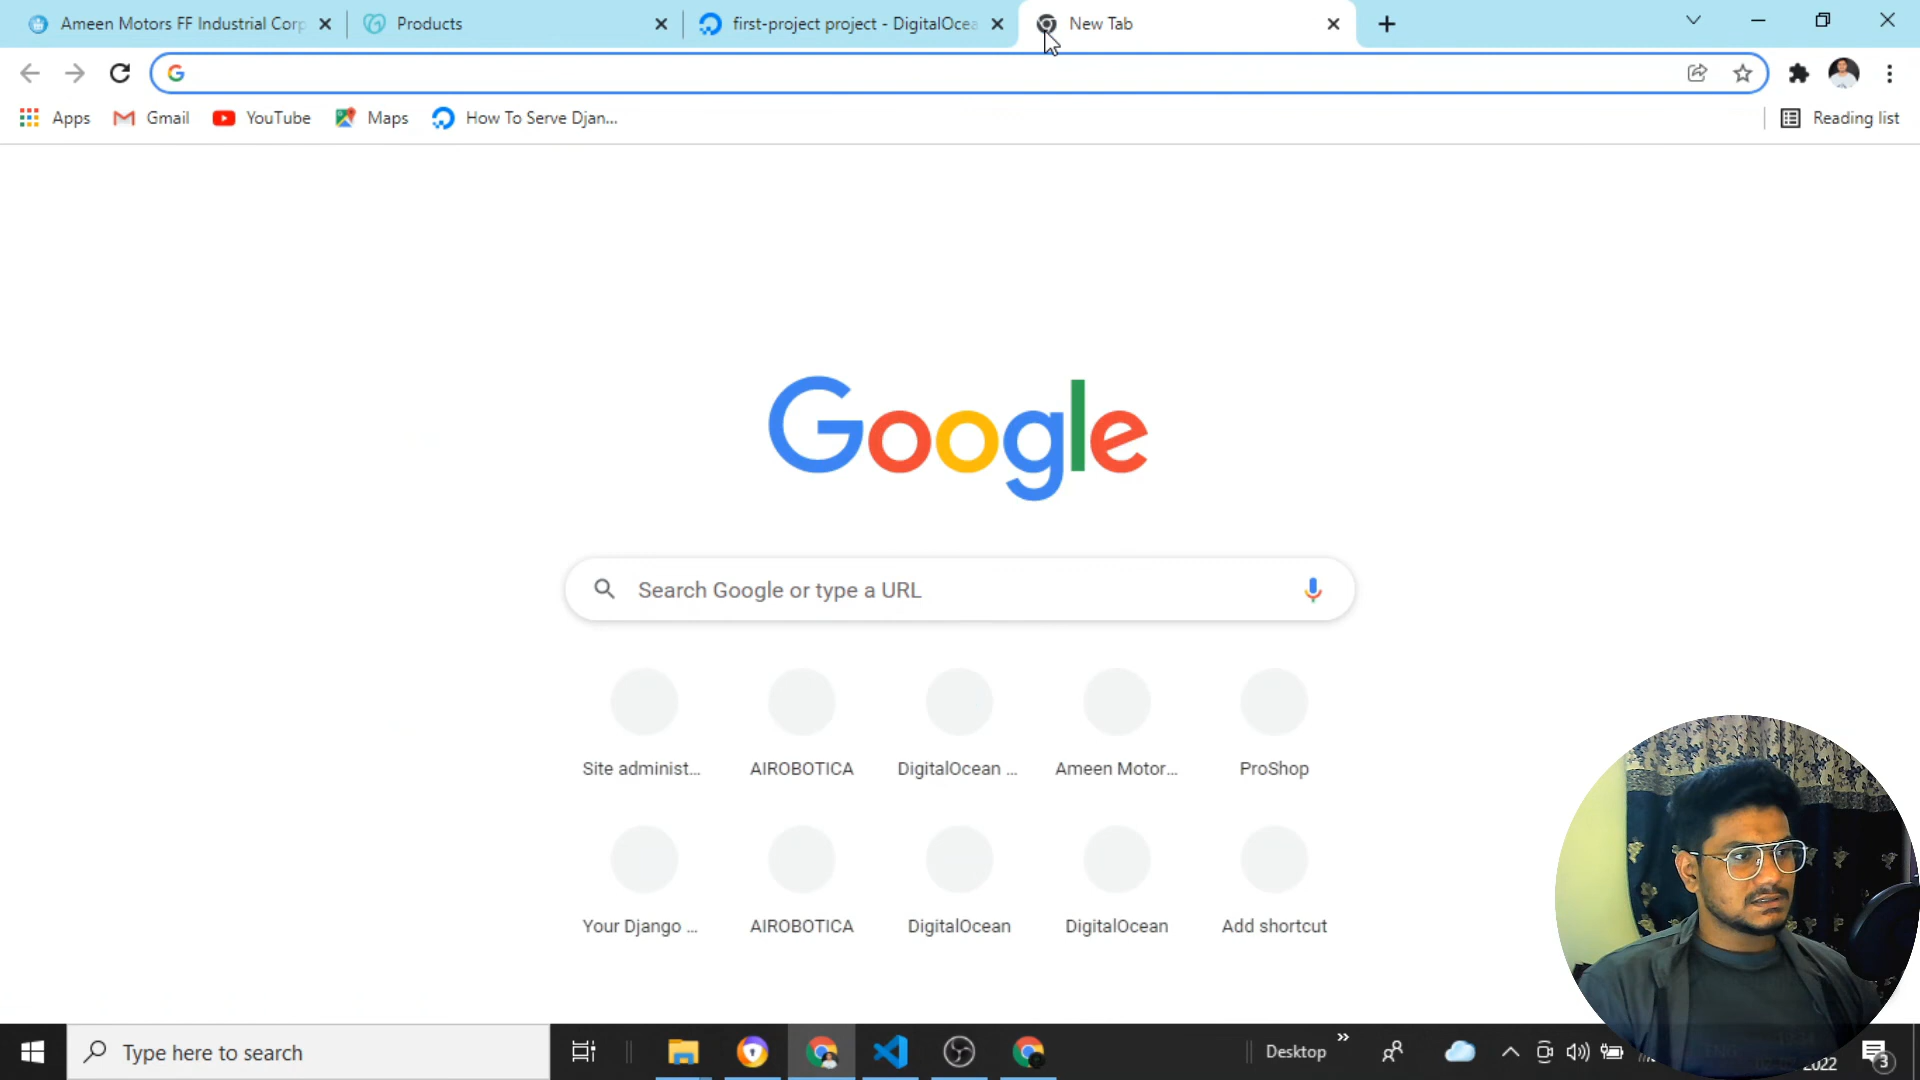 Ameen Motors FF Industrial Corp
Products
first-project project - DigitalOcea
New Tab
Apps
Gmail
YouTube
Maps
How To Serve Djan...
Reading list
Google
Search Google or type a URL
Site administ...
AIROBOTICA
DigitalOcean ...
Ameen Motor...
ProShop
Your Django ...
AIROBOTICA
DigitalOcean
DigitalOcean
Add shortcut
Type here to search
Desktop
2022
3